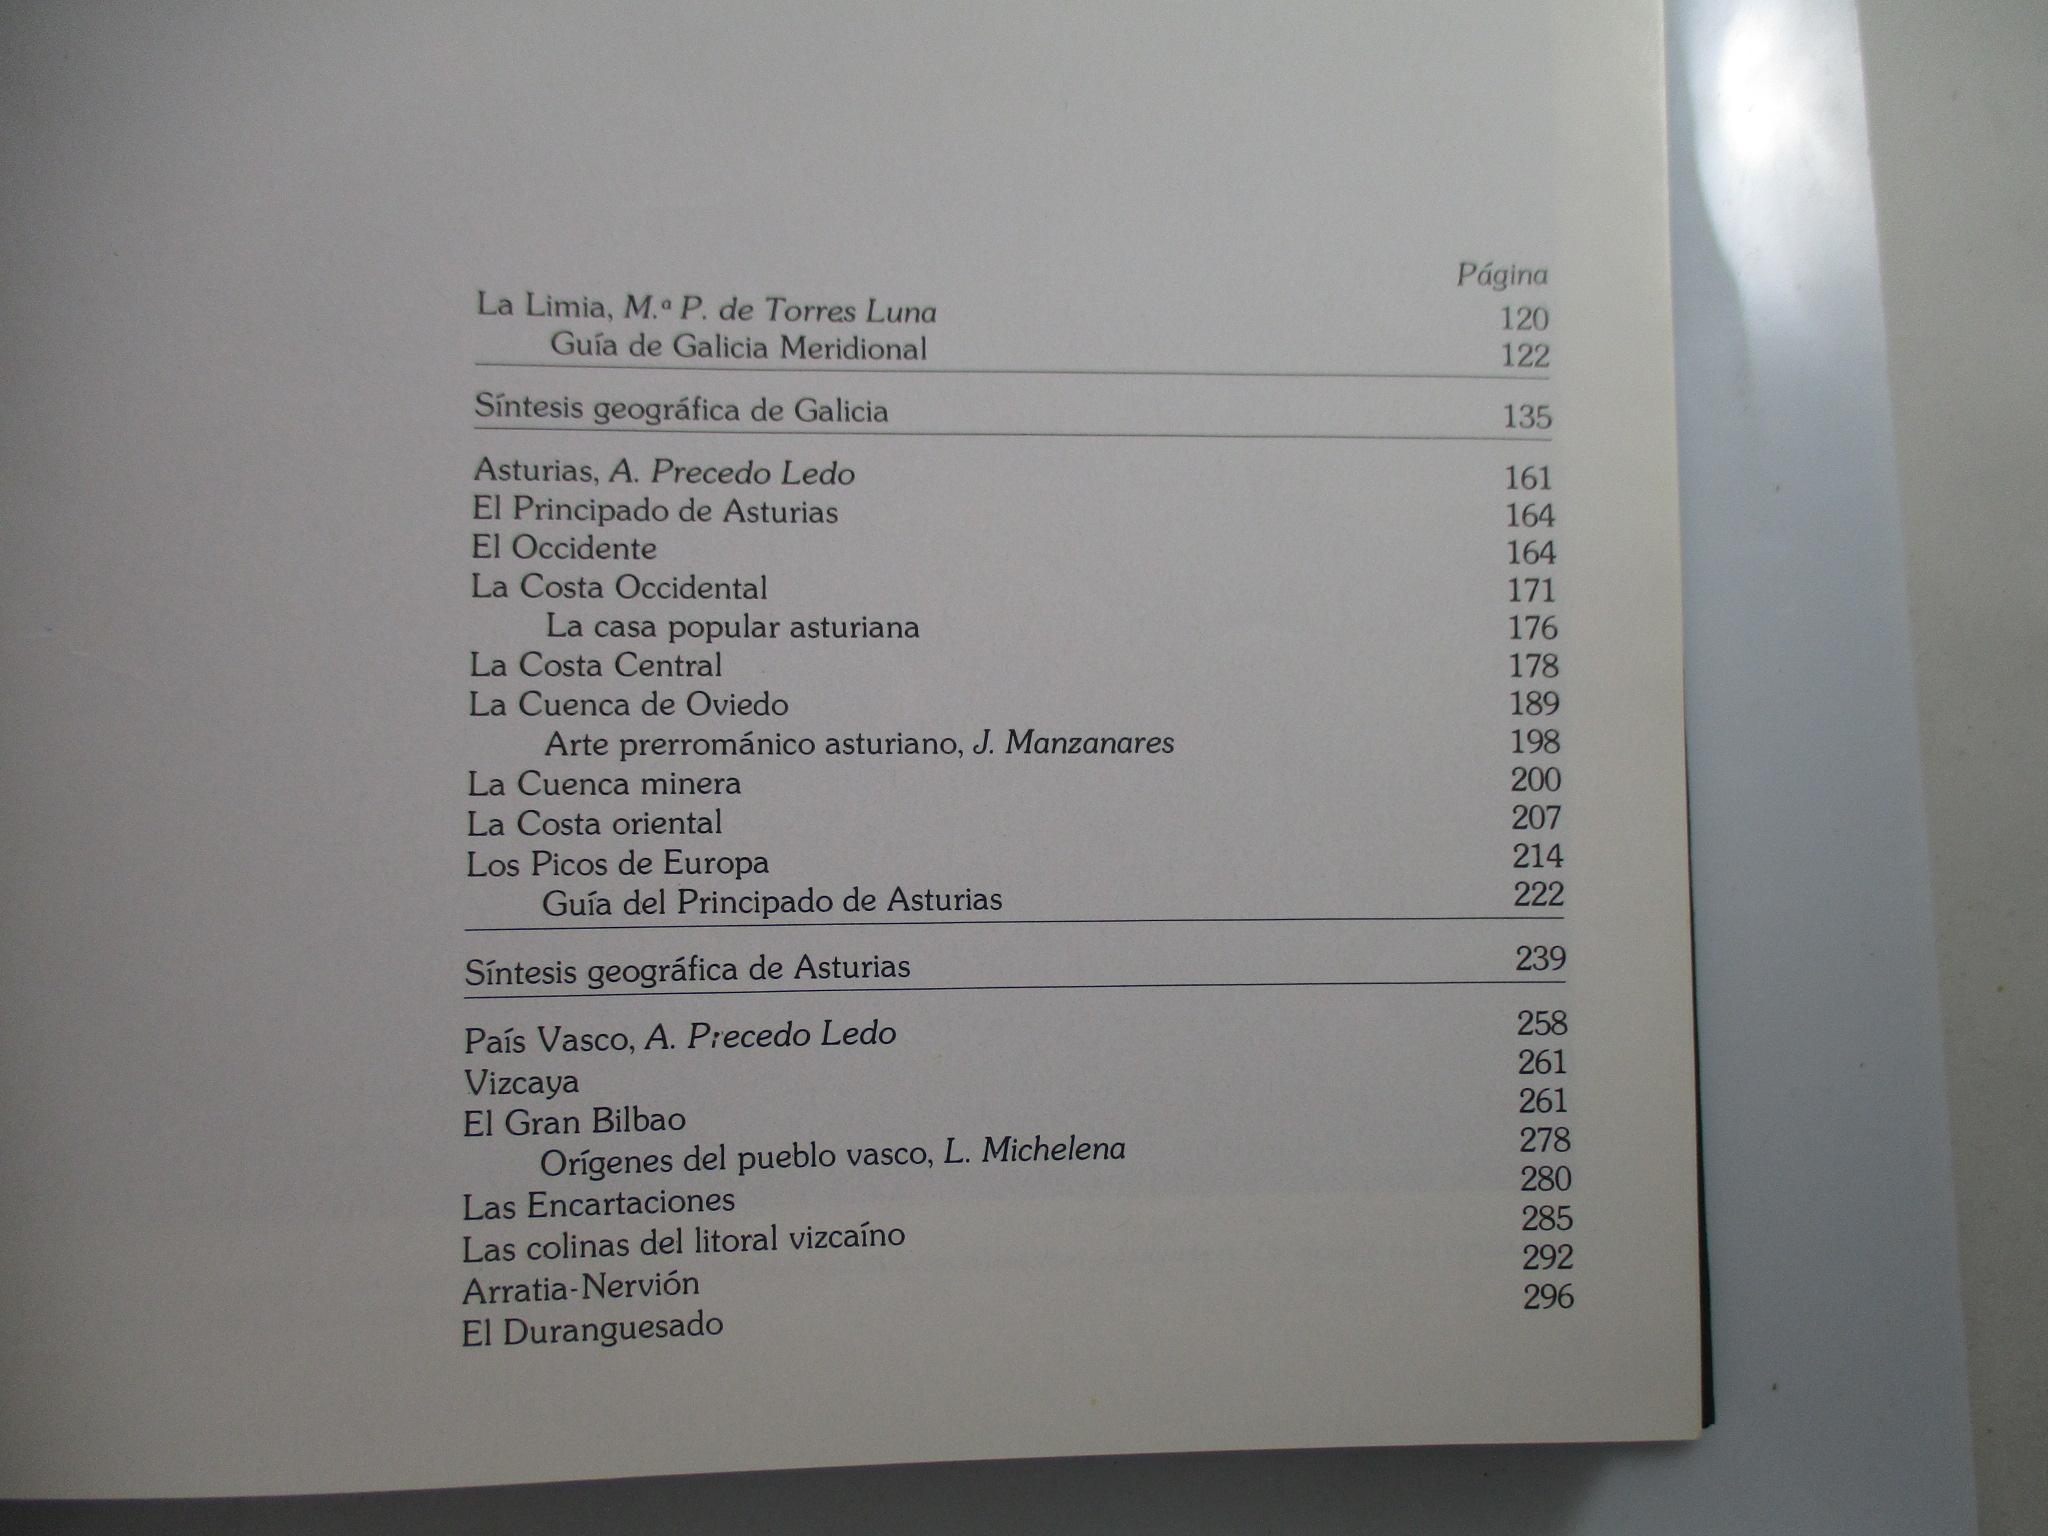 Página
La Limia, M.ª P. de Torres Luna 120
Guía de Galicia Meridional 122
Síntesis geográfica de Galicia 135
Asturias, A. Precedo Ledo 161
El Principado de Asturias 164
El Occidente 164
La Costa Occidental 171
La casa popular asturiana 176
La Costa Central 178
La Cuenca de Oviedo 189
Arte prerrománico asturiano, J. Manzanares 198
La Cuenca minera 200
La Costa oriental 207
Los Picos de Europa 214
Guía del Principado de Asturias 222
Síntesis geográfica de Asturias 239
País Vasco, A. Precedo Ledo 258
Vizcaya 261
El Gran Bilbao 261
Orígenes del pueblo vasco, L. Michelena 278
Las Encartaciones 280
Las colinas del litoral vizcaíno 285
Arratia-Nervión 292
El Duranguesado 296